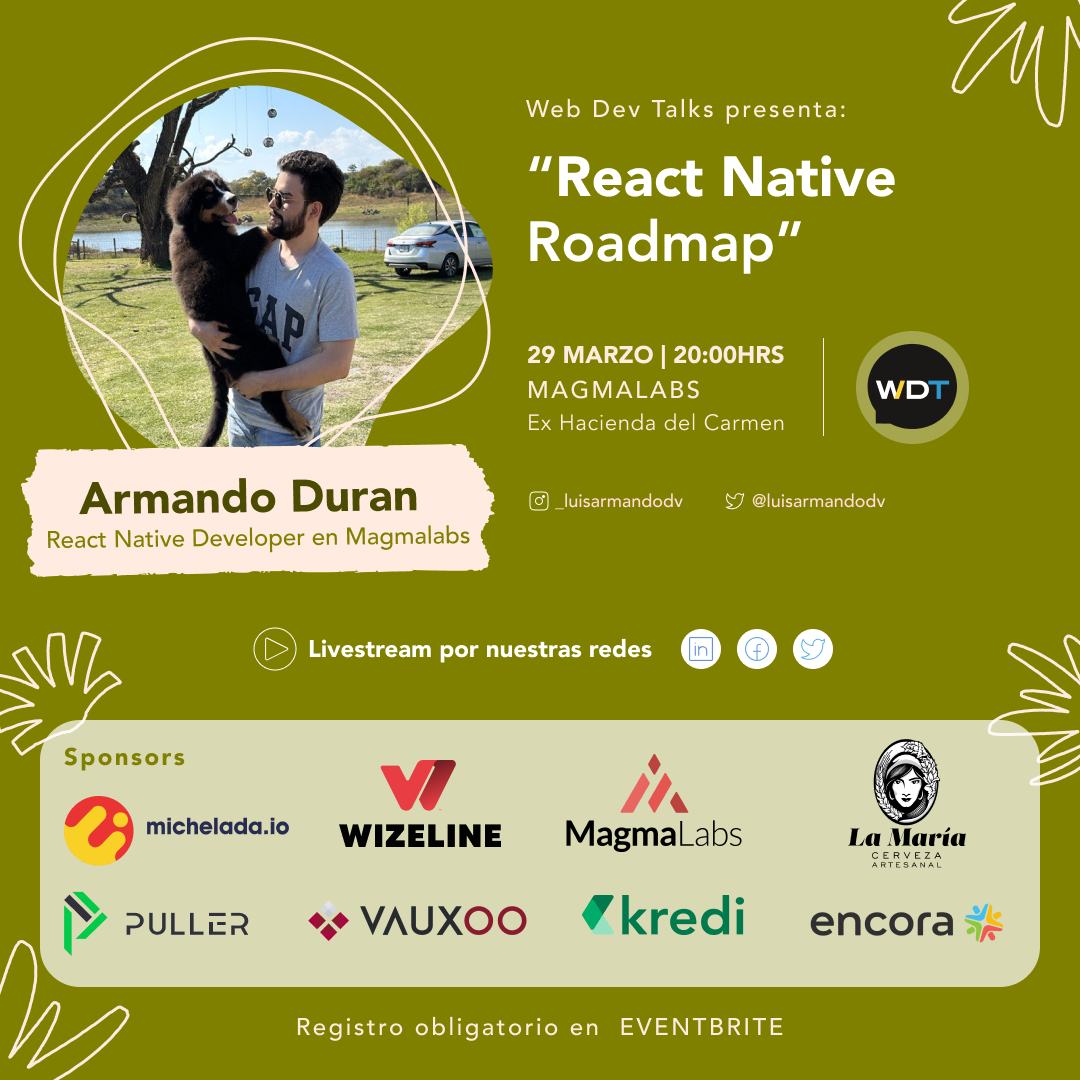 Web Dev Talks presenta:
“React Native
Roadmap”
29 MARZO | 20:00HRS
MAGMALABS
Ex Hacienda del Carmen
WDT
GAP
Armando Duran
React Native Developer en Magmalabs
_luisarmandodv
@luisarmandodv
Livestream por nuestras redes
in f
Sponsors
michelada.io
WIZELINE
MagmaLabs
La María
CERVEZA
ARTESANAL
PULLER
VAUXOO
kredi
encora
Registro obligatorio en EVENTBRITE